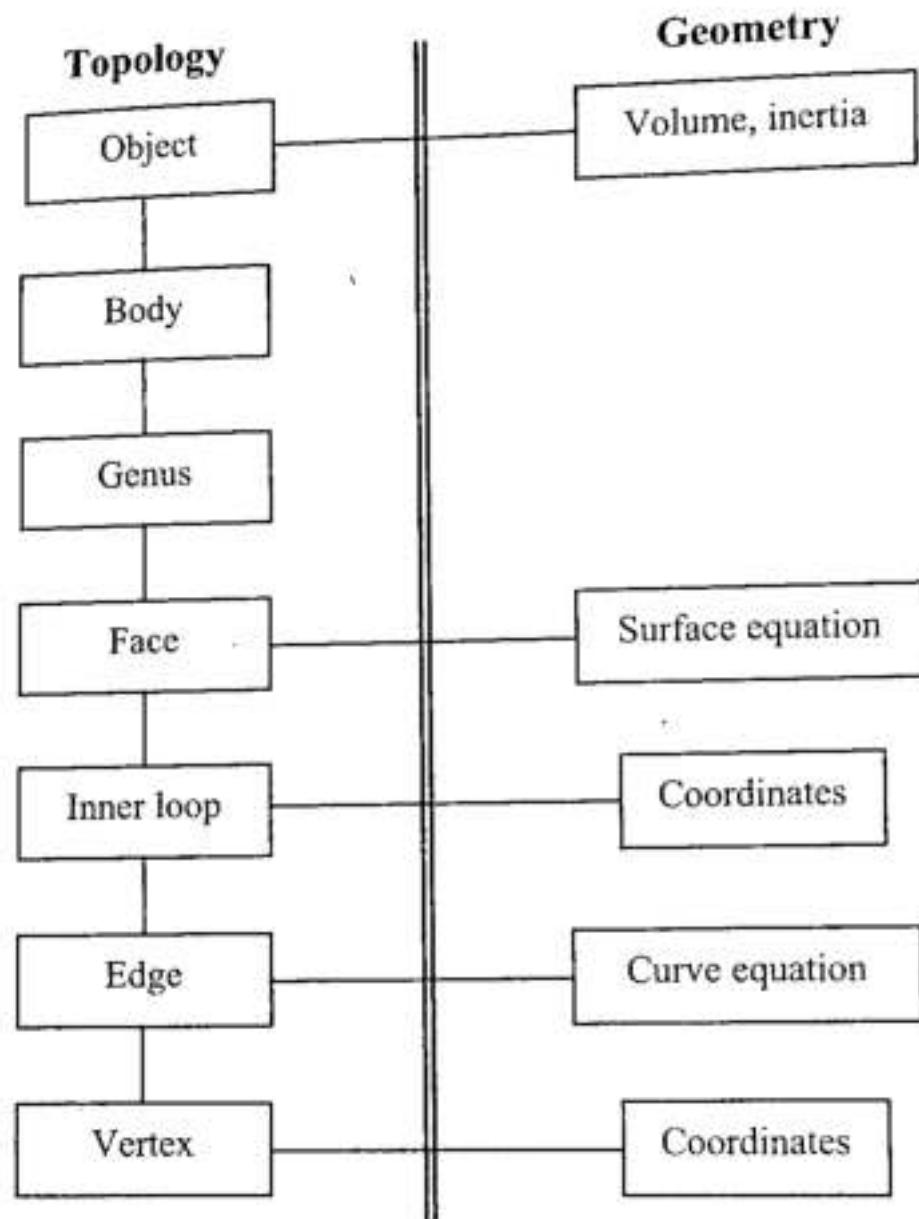 Topology
Geometry
Object
Volume, inertia
Body
Genus
Face
Surface equation
Inner loop
Coordinates
Edge
Curve equation
Vertex
Coordinates